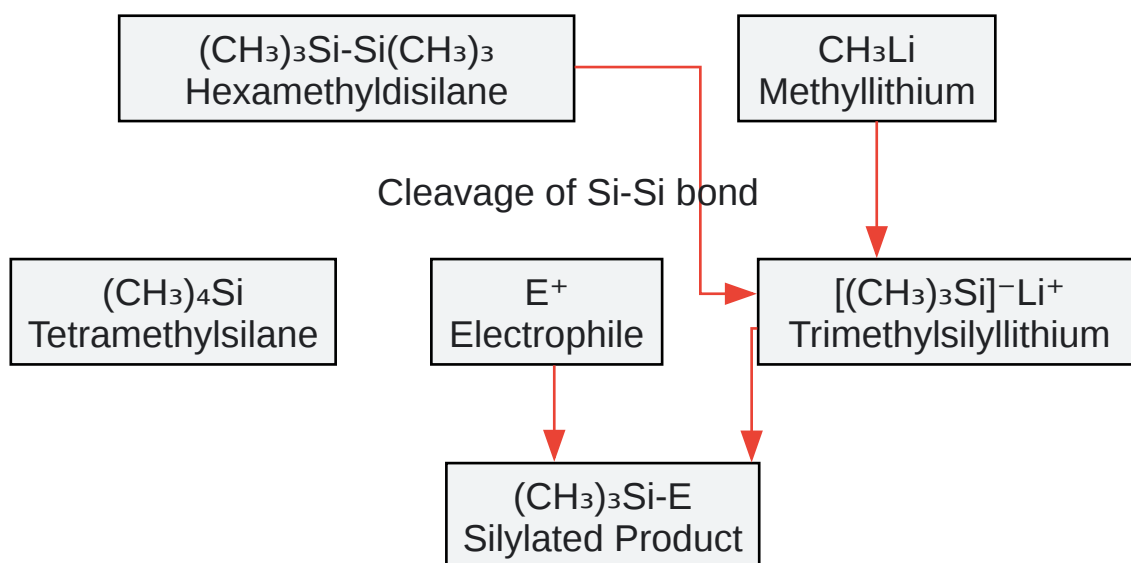 (CH₃)₃Si-Si(CH₃)₃
Hexamethyldisilane
CH₃Li
Methyllithium
Cleavage of Si-Si bond
(CH₃)₄Si
Tetramethylsilane
E⁺
Electrophile
[(CH₃)₃Si]⁻Li⁺
Trimethylsilyllithium
(CH₃)₃Si-E
Silylated Product